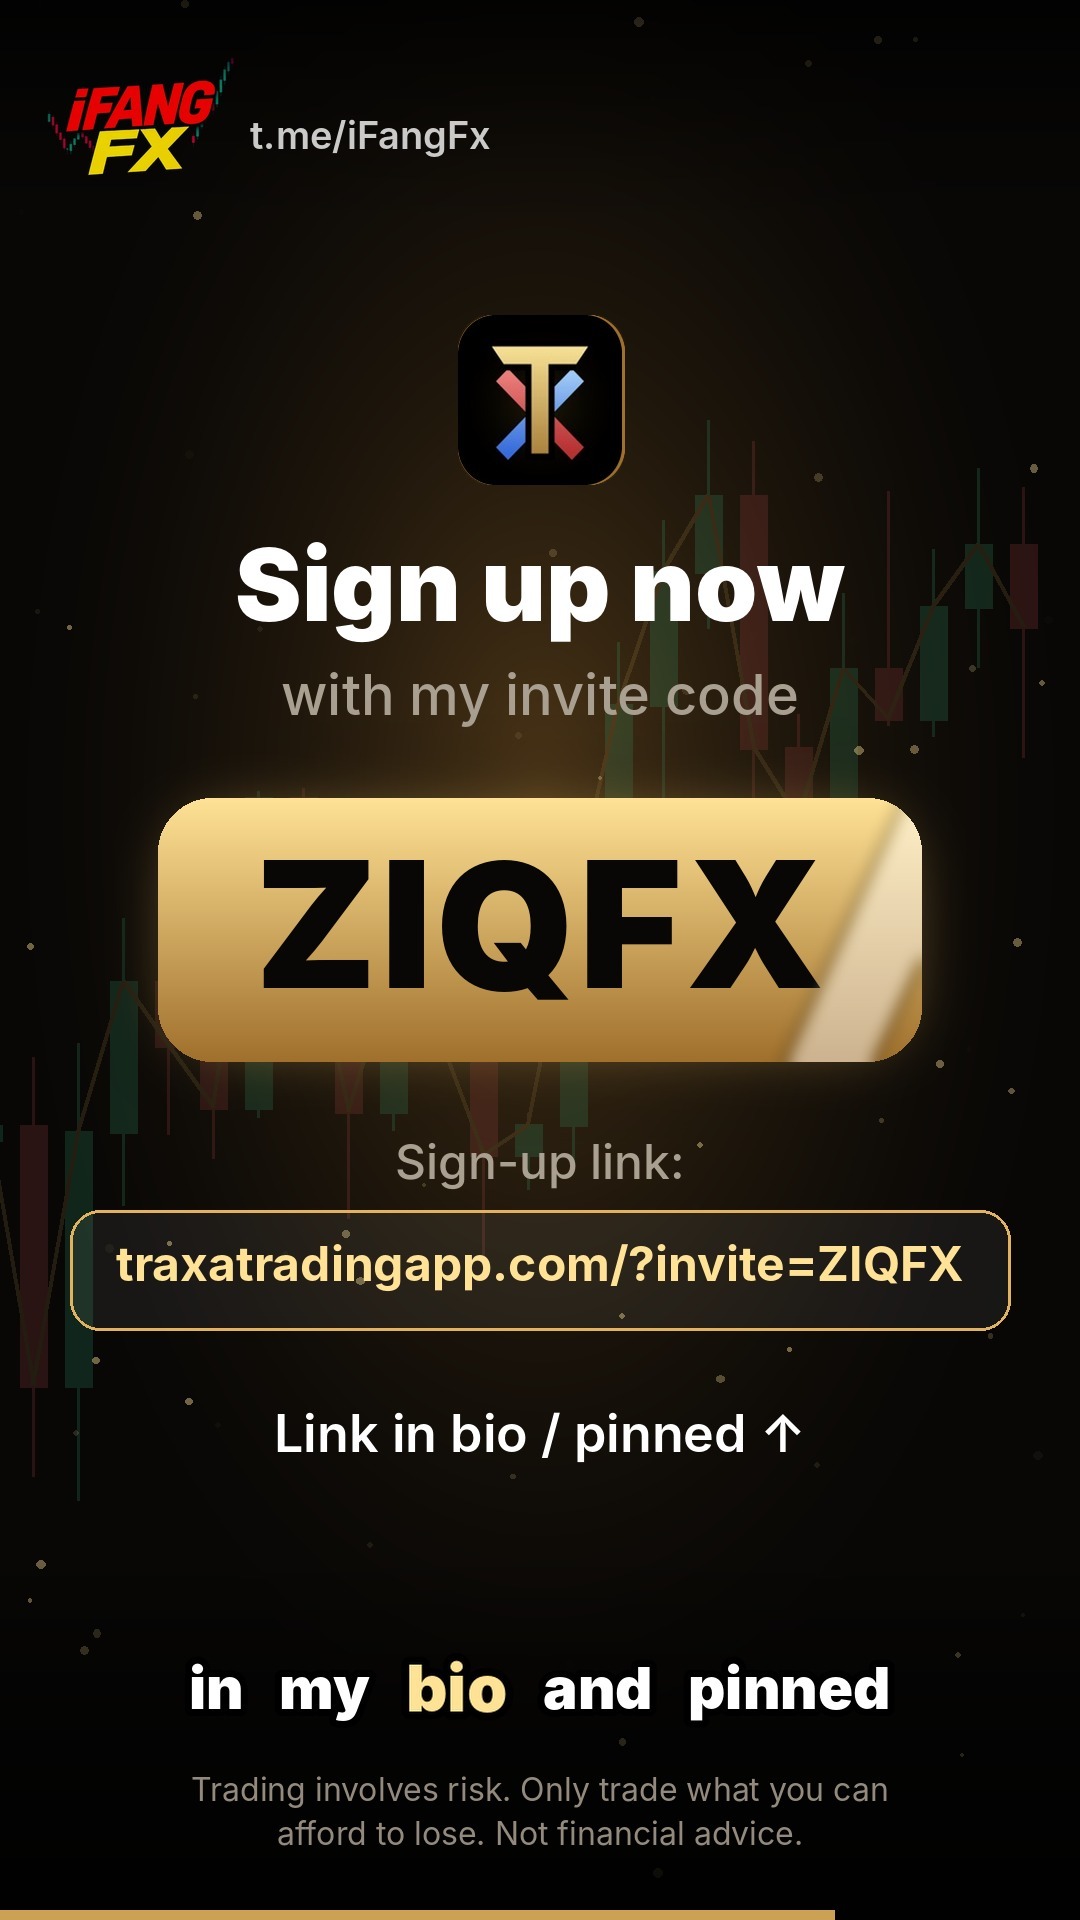 iFANG
FX
t.me/iFangFx
Sign up now
with my invite code
ZIQFX
Sign-up link:
traxatradingapp.com/?invite=ZIQFX
Link in bio / pinned ↑
in my bio and pinned
Trading involves risk. Only trade what you can
afford to lose. Not financial advice.